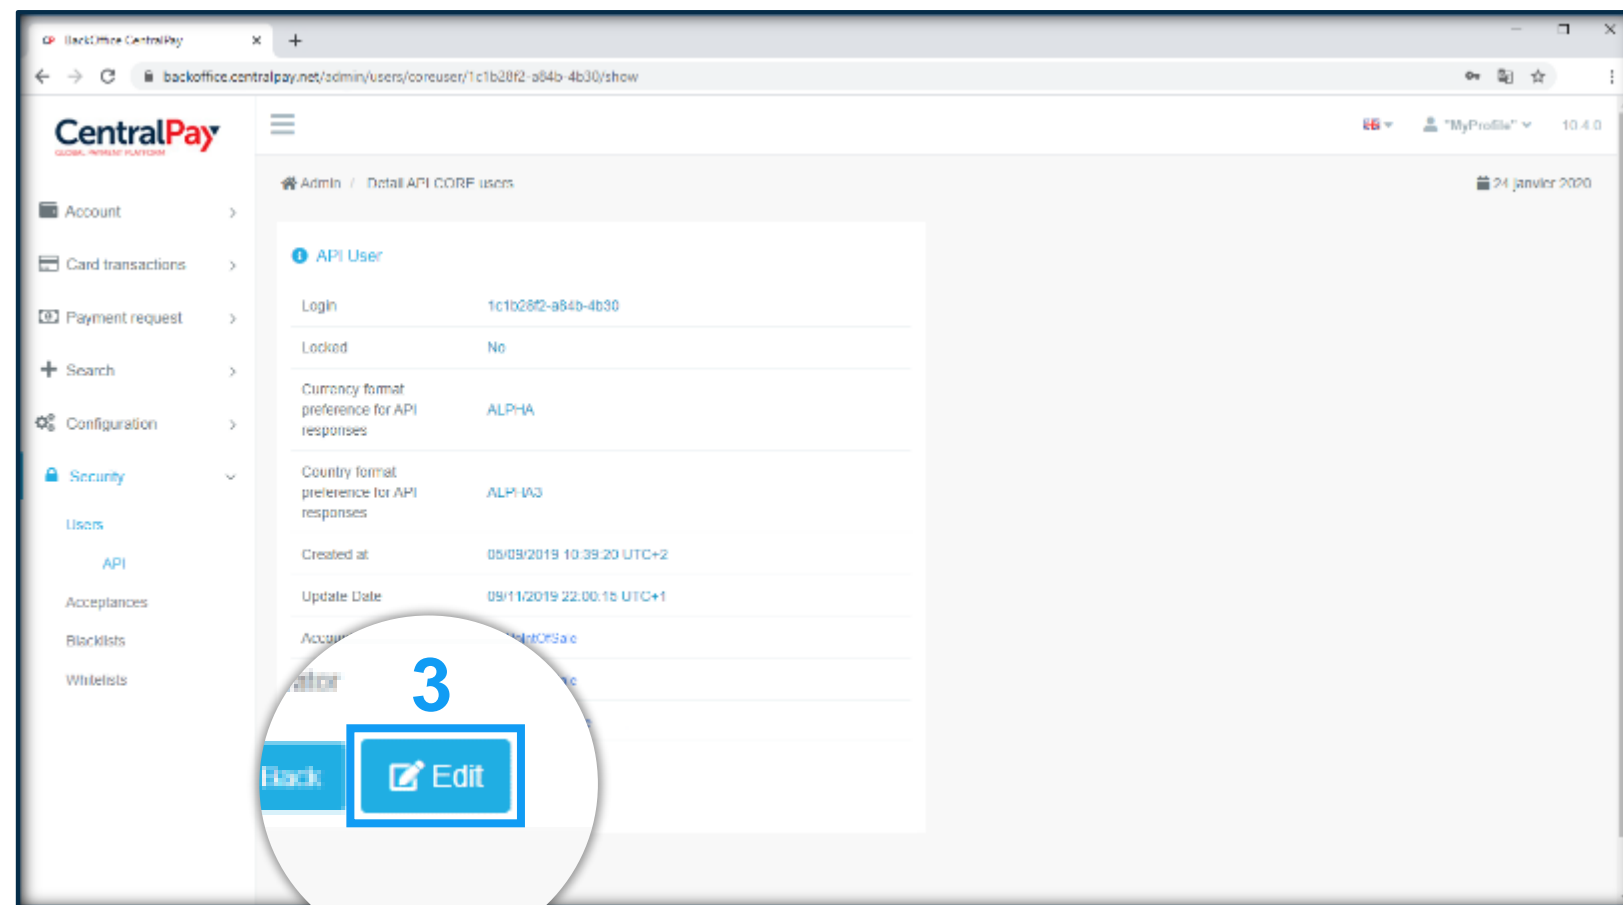 BackOffice CentralPay
backoffice.centralpay.net/admin/users/coreuser/1c1b28f2-a84b-4b30/show
CentralPay
GLOBAL PAYMENT PLATFORM
"MyProfile" 10.4.0
Admin / Detail API CORE users
24 janvier 2020
Account
Card transactions
Payment request
Search
Configuration
Security
Users
API
Acceptances
Blacklists
Whitelists
API User
Login 1c1b28f2-a84b-4b30
Locked No
Currency format
preference for API
responses
ALPHA
Country format
preference for API
responses
ALPHA3
Created at 05/09/2019 10:39:20 UTC+2
Update Date 09/11/2019 22:00:15 UTC+1
3
Back
Edit